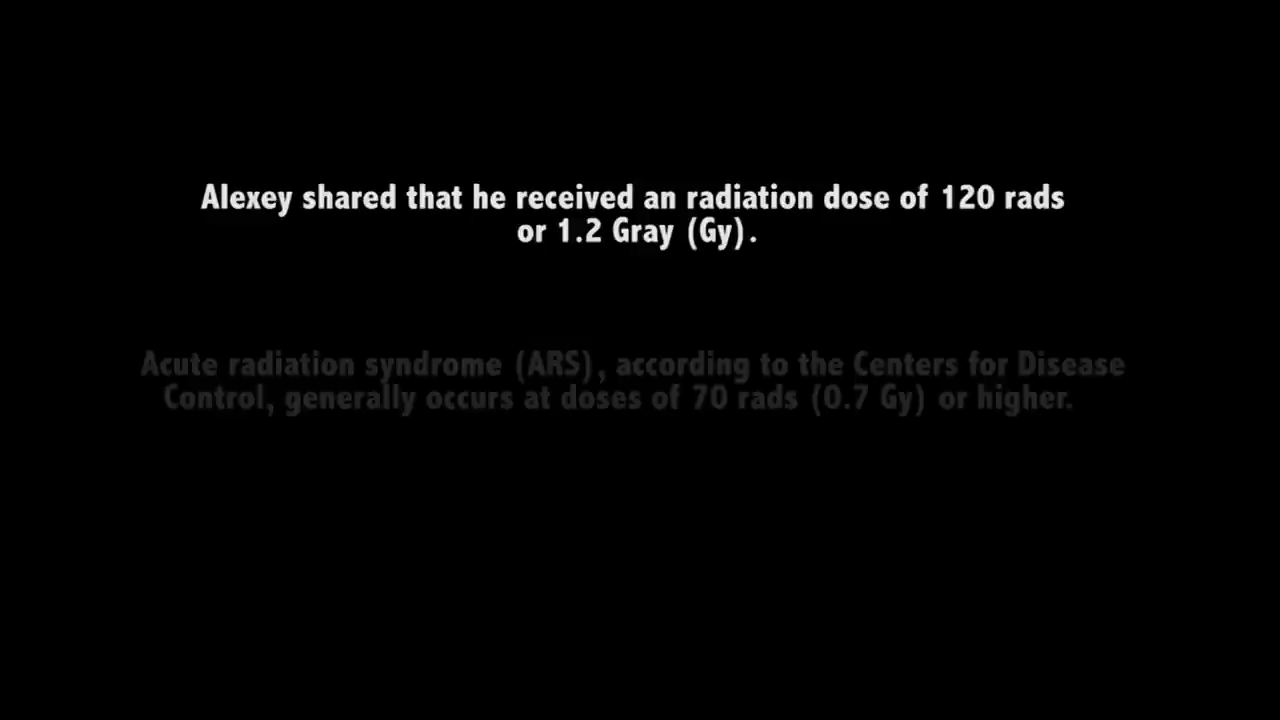 Alexey shared that he received an radiation dose of 120 rads
or 1.2 Gray (Gy).
Acute radiation syndrome (ARS), according to the Centers for Disease
Control, generally occurs at doses of 70 rads (0.7 Gy) or higher.